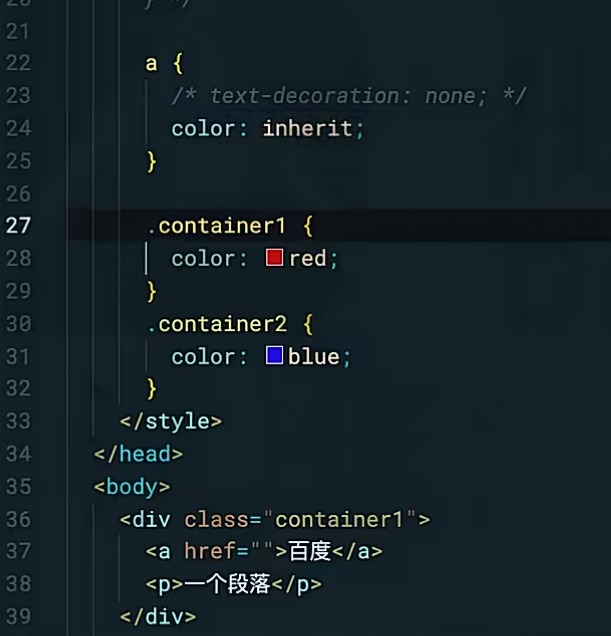 20 } */
21
22 a {
23 /* text-decoration: none; */
24 color: inherit;
25 }
26
27 .container1 {
28 color: red;
29 }
30 .container2 {
31 color: blue;
32 }
33 </style>
34 </head>
35 <body>
36 <div class="container1">
37 <a href="">百度</a>
38 <p>一个段落</p>
39 </div>